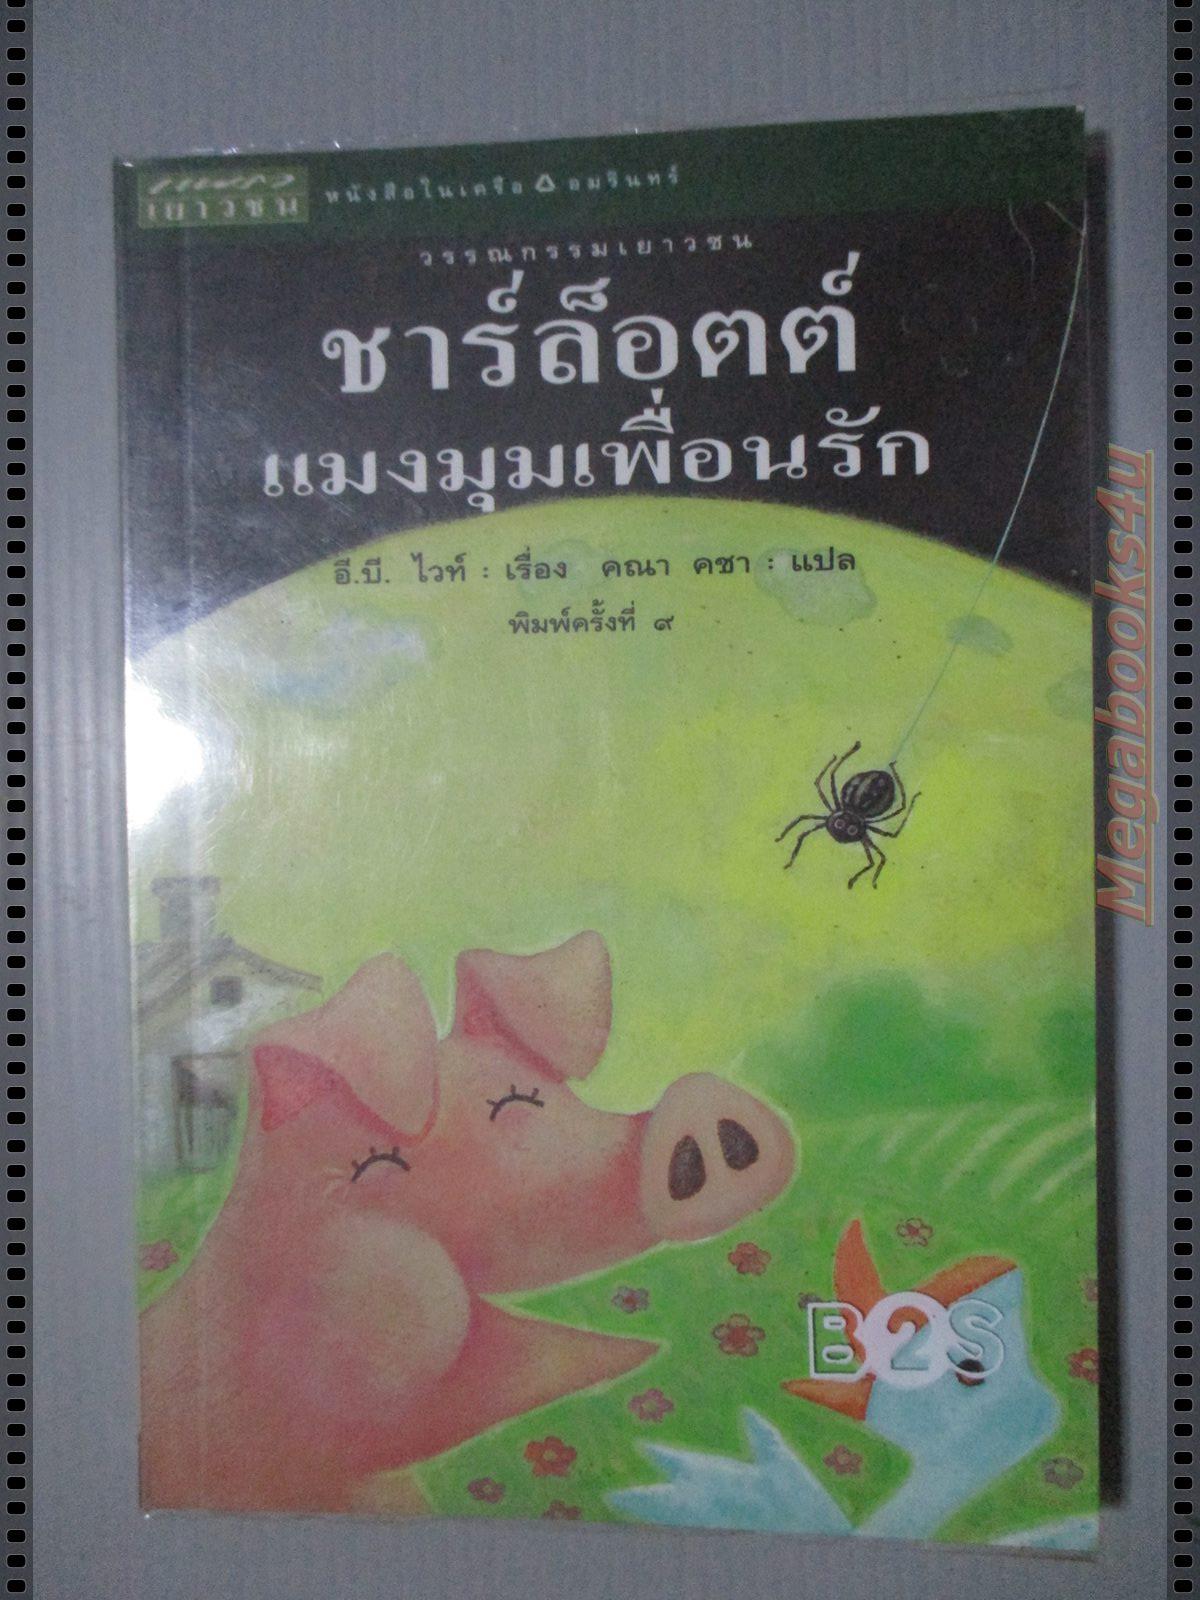 แพรว
เยาวชน
หนังสือในเครือ อมรินทร์
วรรณกรรมเยาวชน
ชาร์ล็อตต์
แมงมุมเพื่อนรัก
อี.บี. ไวท์ : เรื่อง คณา คชา : แปล
พิมพ์ครั้งที่ ๙
B2S
Megabooks4u